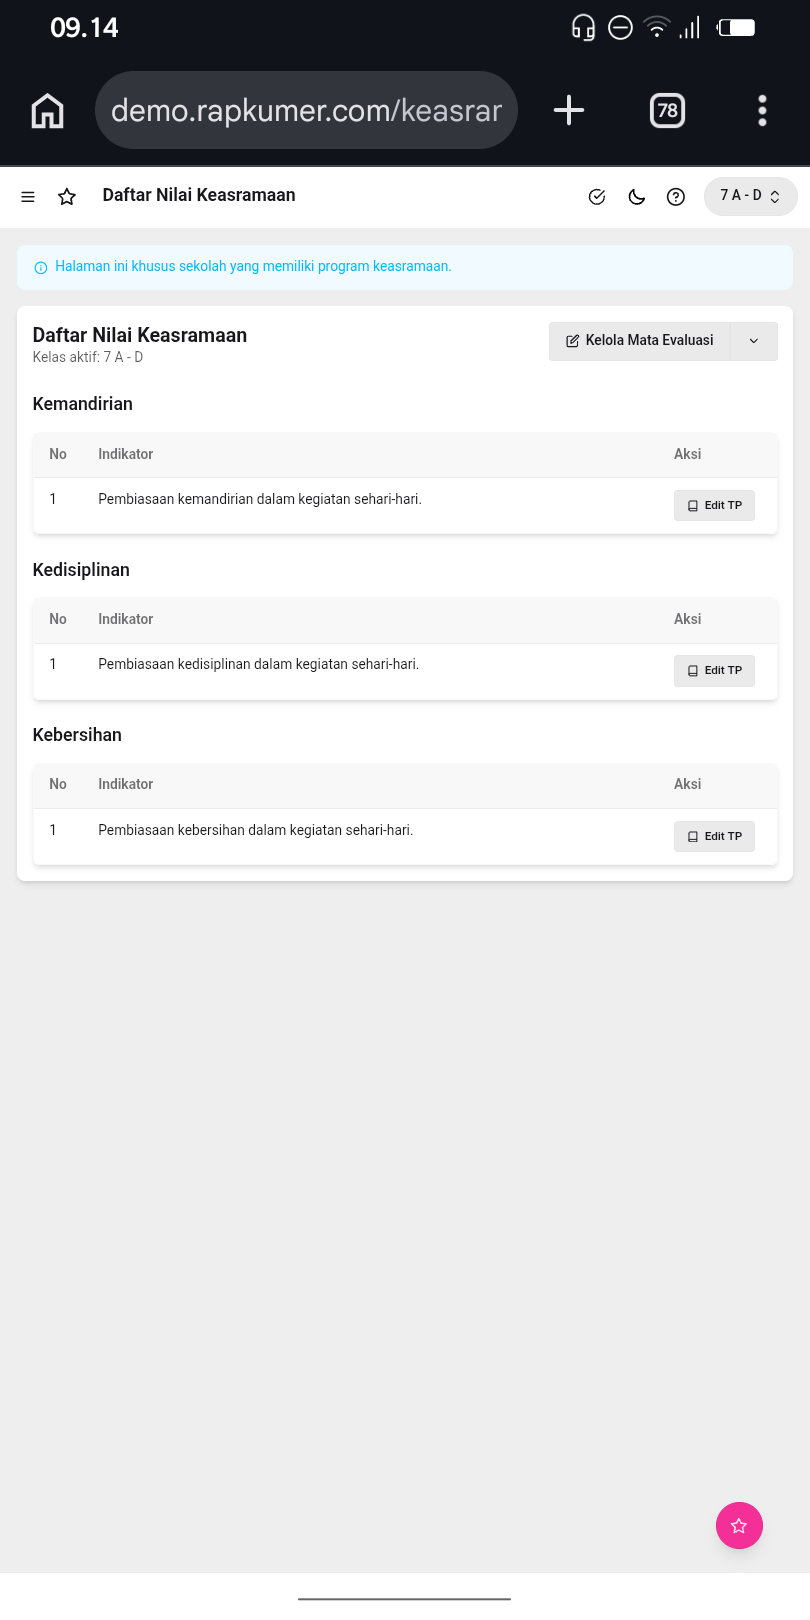 09.14
demo.rapkumer.com/keasrar
78
Daftar Nilai Keasramaan
7 A - D
Halaman ini khusus sekolah yang memiliki program keasramaan.
Daftar Nilai Keasramaan
Kelas aktif: 7 A - D
Kelola Mata Evaluasi
Kemandirian
No Indikator Aksi
1 Pembiasaan kemandirian dalam kegiatan sehari-hari. Edit TP
Kedisiplinan
No Indikator Aksi
1 Pembiasaan kedisiplinan dalam kegiatan sehari-hari. Edit TP
Kebersihan
No Indikator Aksi
1 Pembiasaan kebersihan dalam kegiatan sehari-hari. Edit TP